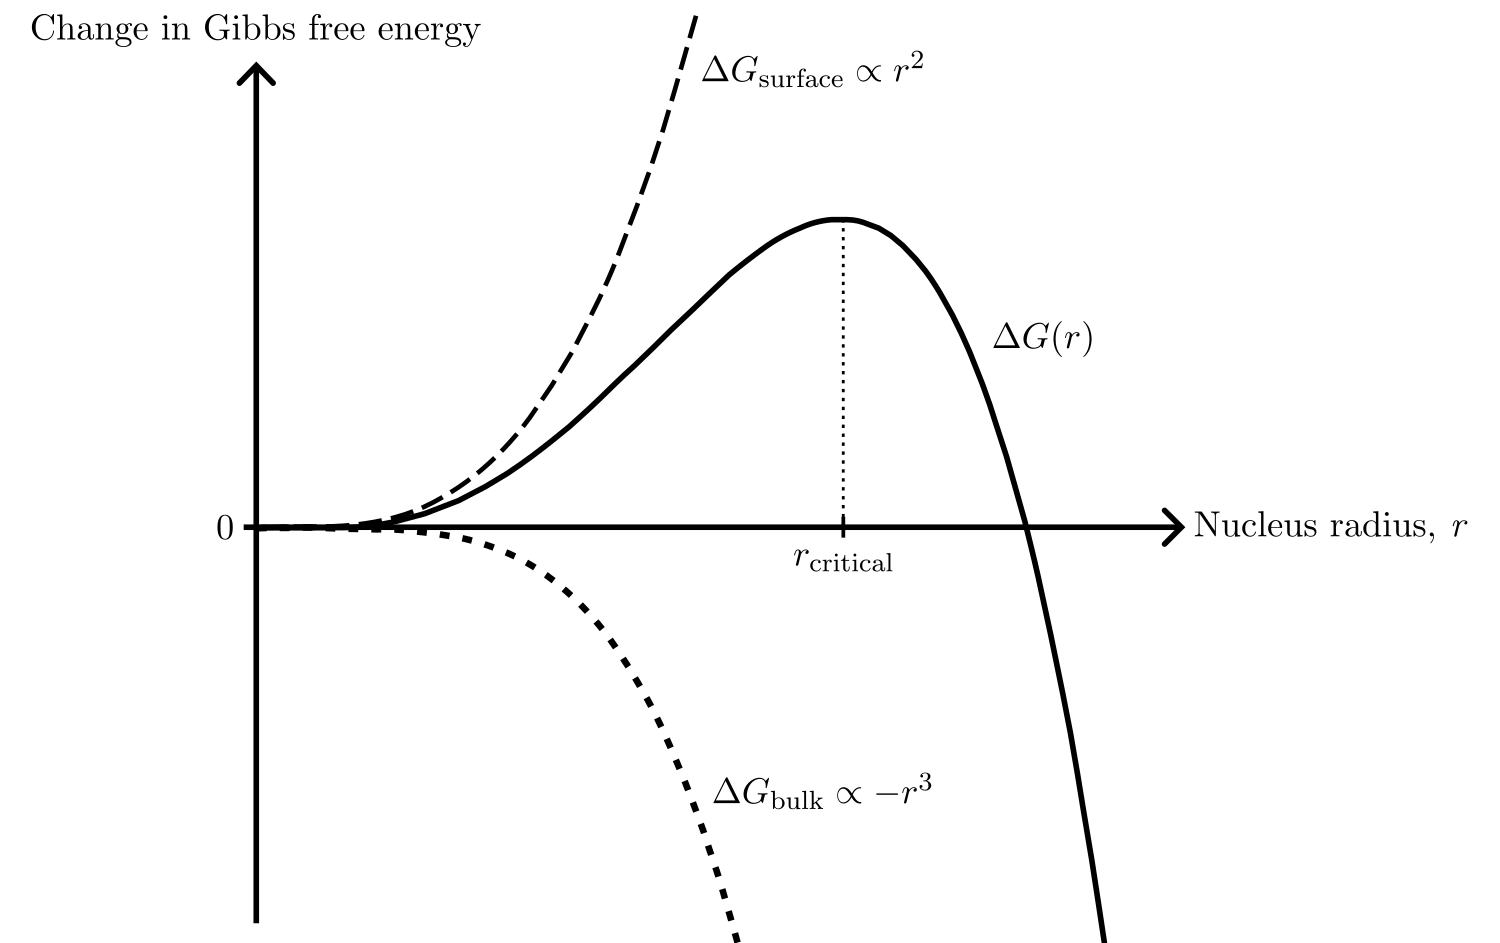 Change in Gibbs free energy
ΔG_surface ∝ r²
ΔG(r)
0
Nucleus radius, r
r_critical
ΔG_bulk ∝ −r³